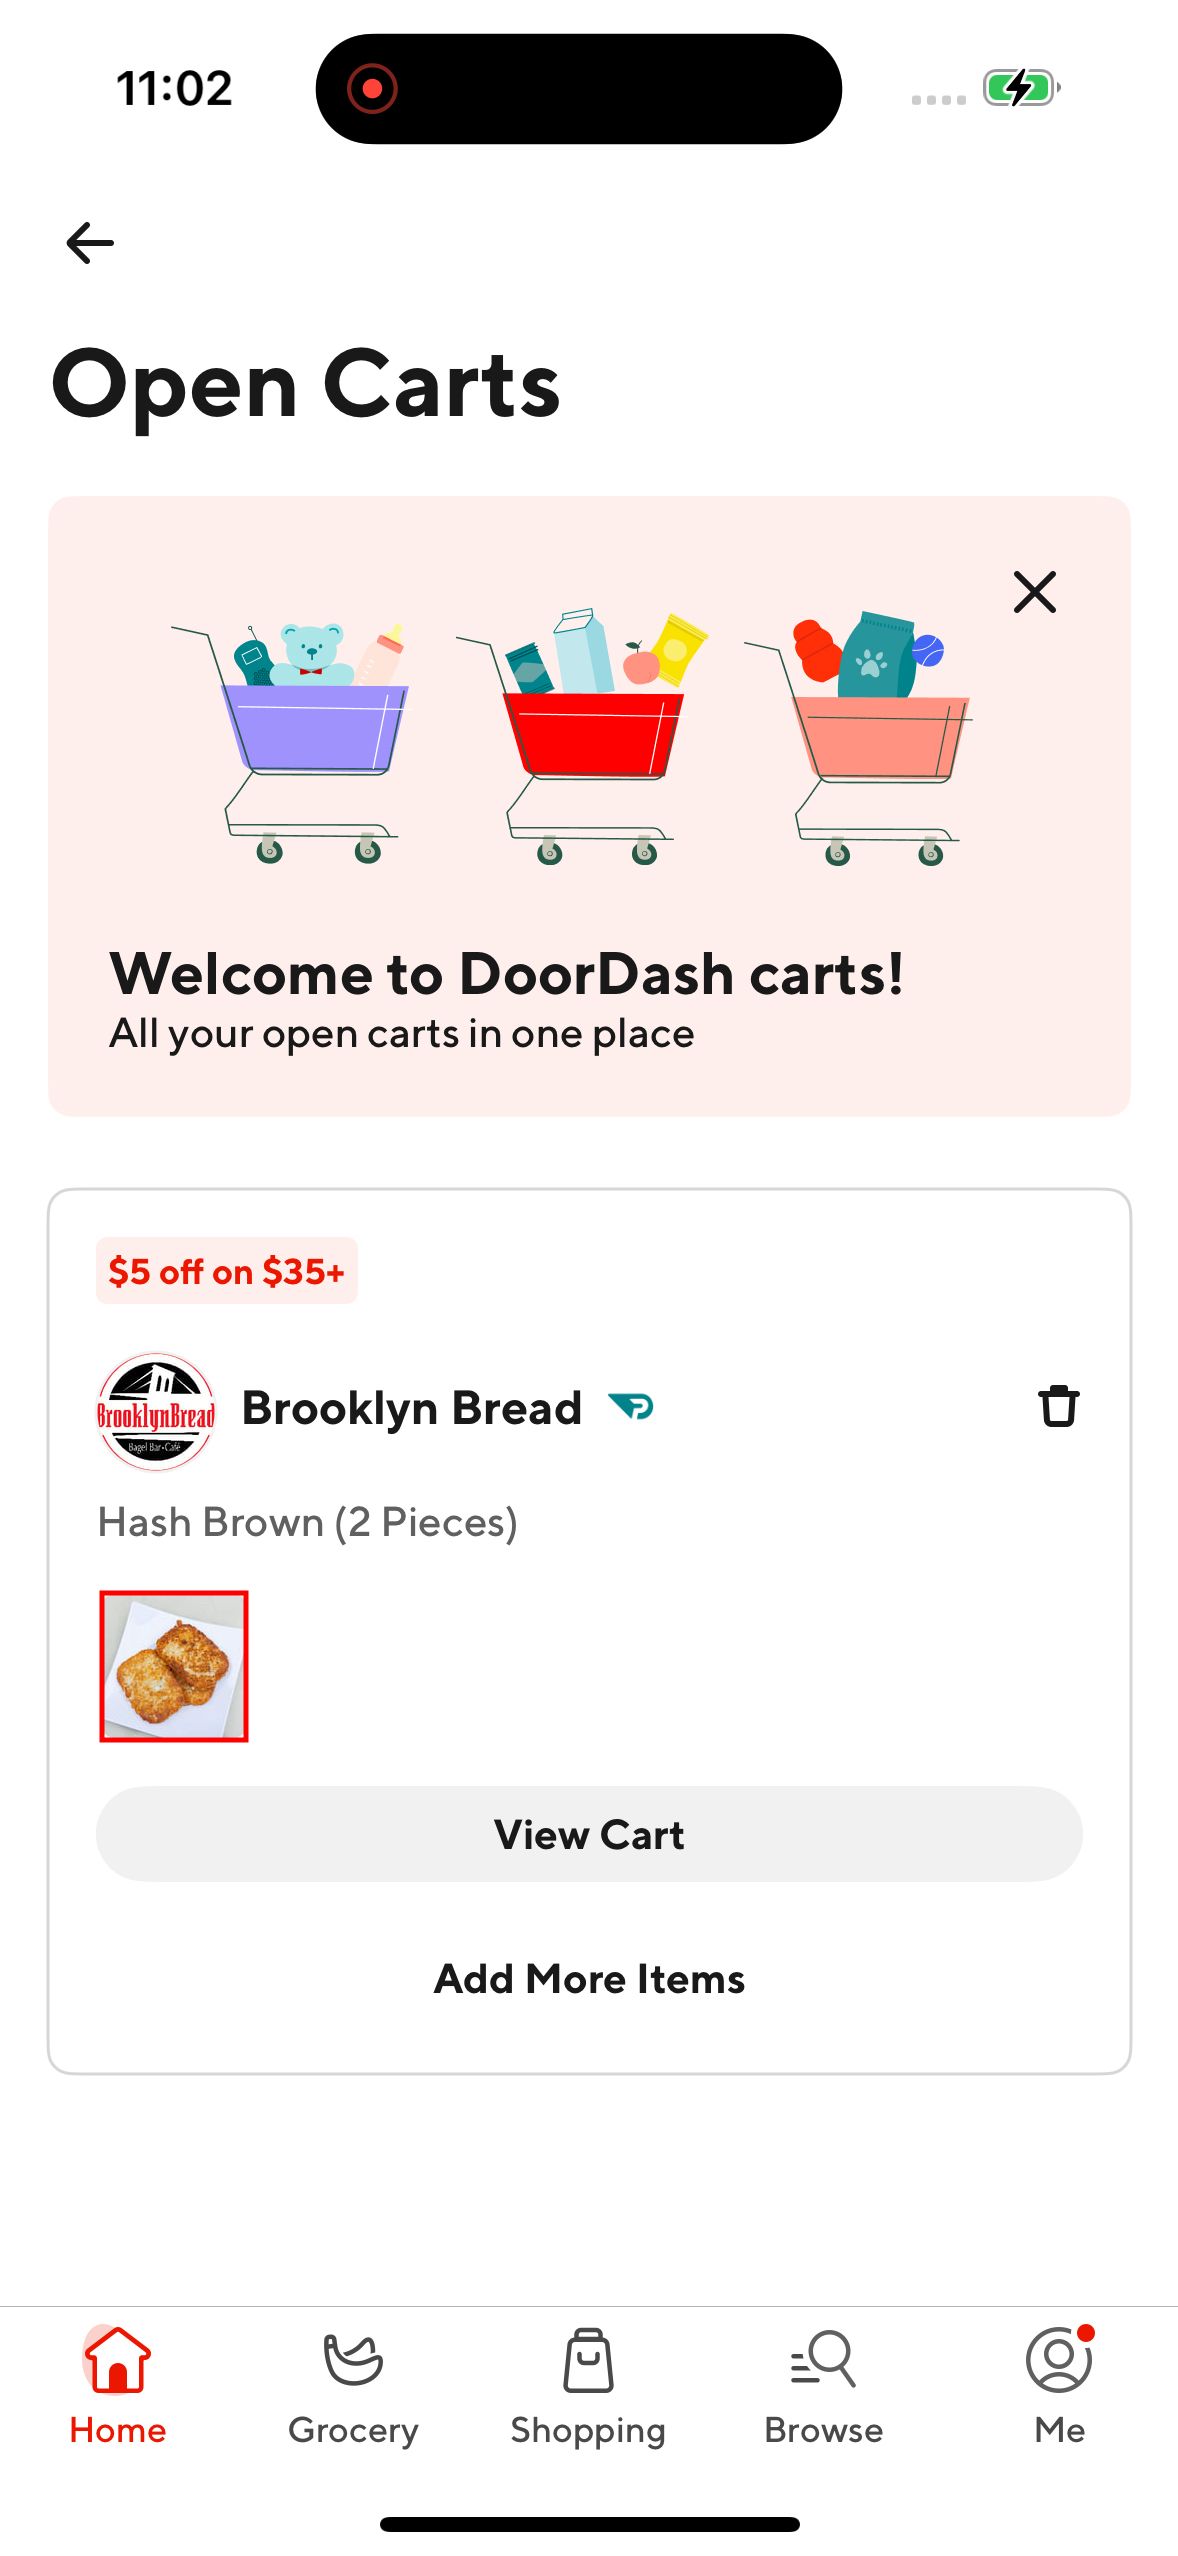 11:02
Open Carts
Welcome to DoorDash carts!
All your open carts in one place
$5 off on $35+
BrooklynBread
Bagel Bar•Café
Brooklyn Bread
Hash Brown (2 Pieces)
View Cart
Add More Items
Home
Grocery
Shopping
Browse
Me